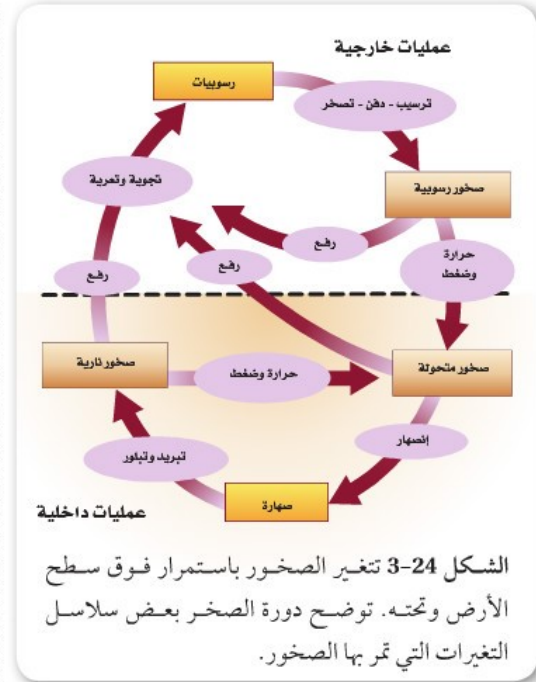 عمليات خارجية
رسوبيات
ترسيب - دفن - تصخر
تجوية وتعرية
صخور رسوبية
رفع
حرارة
وضغط
رفع
رفع
صخور نارية
حرارة وضغط
صخور متحولة
إنصهار
تبريد وتبلور
صهارة
عمليات داخلية
الشكل 24-3 تتغير الصخور باستمرار فوق سطح
الأرض وتحته. توضح دورة الصخر بعض سلاسل
التغيرات التي تمر بها الصخور.